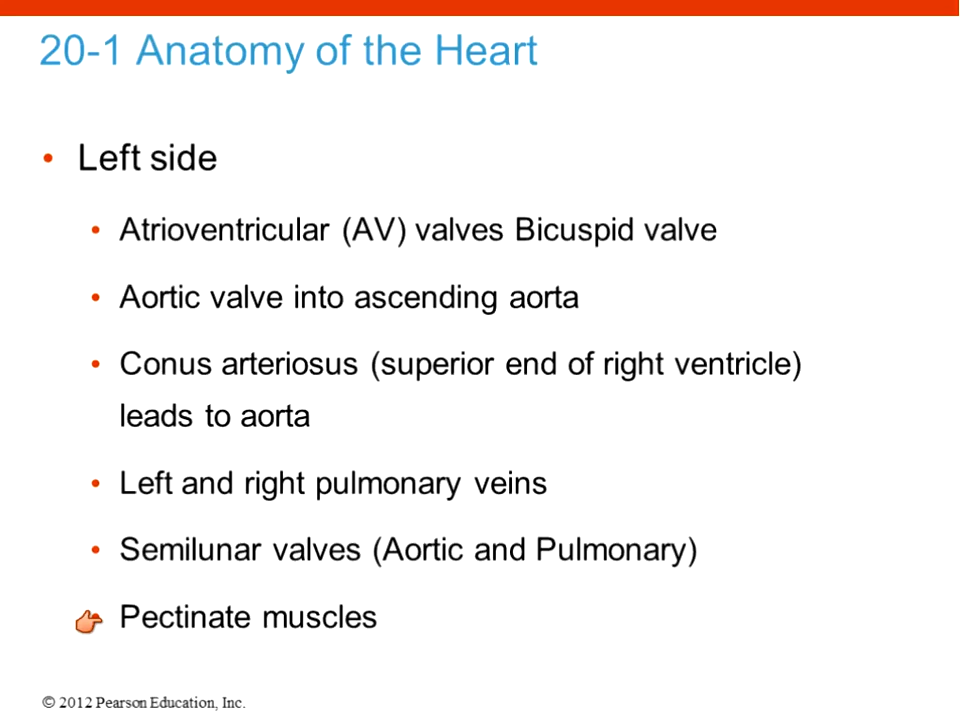 20-1 Anatomy of the Heart
• Left side
• Atrioventricular (AV) valves Bicuspid valve
• Aortic valve into ascending aorta
• Conus arteriosus (superior end of right ventricle)
leads to aorta
• Left and right pulmonary veins
• Semilunar valves (Aortic and Pulmonary)
Pectinate muscles
© 2012 Pearson Education, Inc.